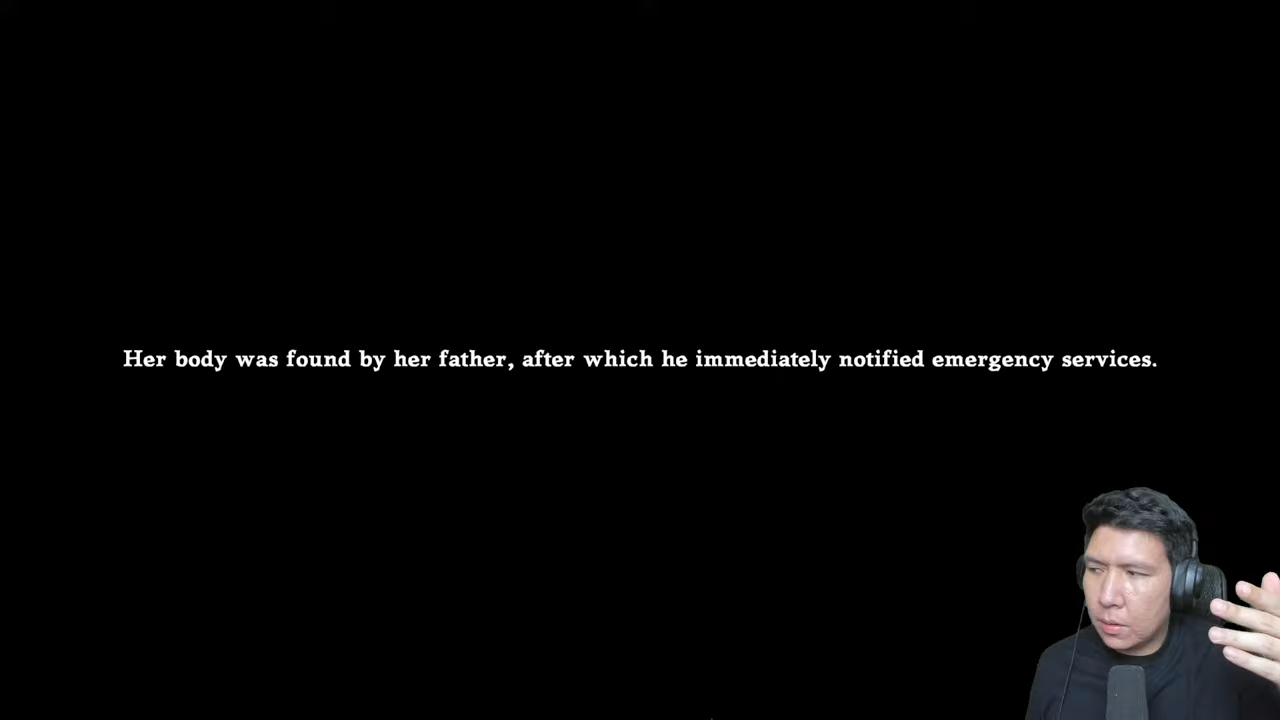 Her body was found by her father, after which he immediately notified emergency services.